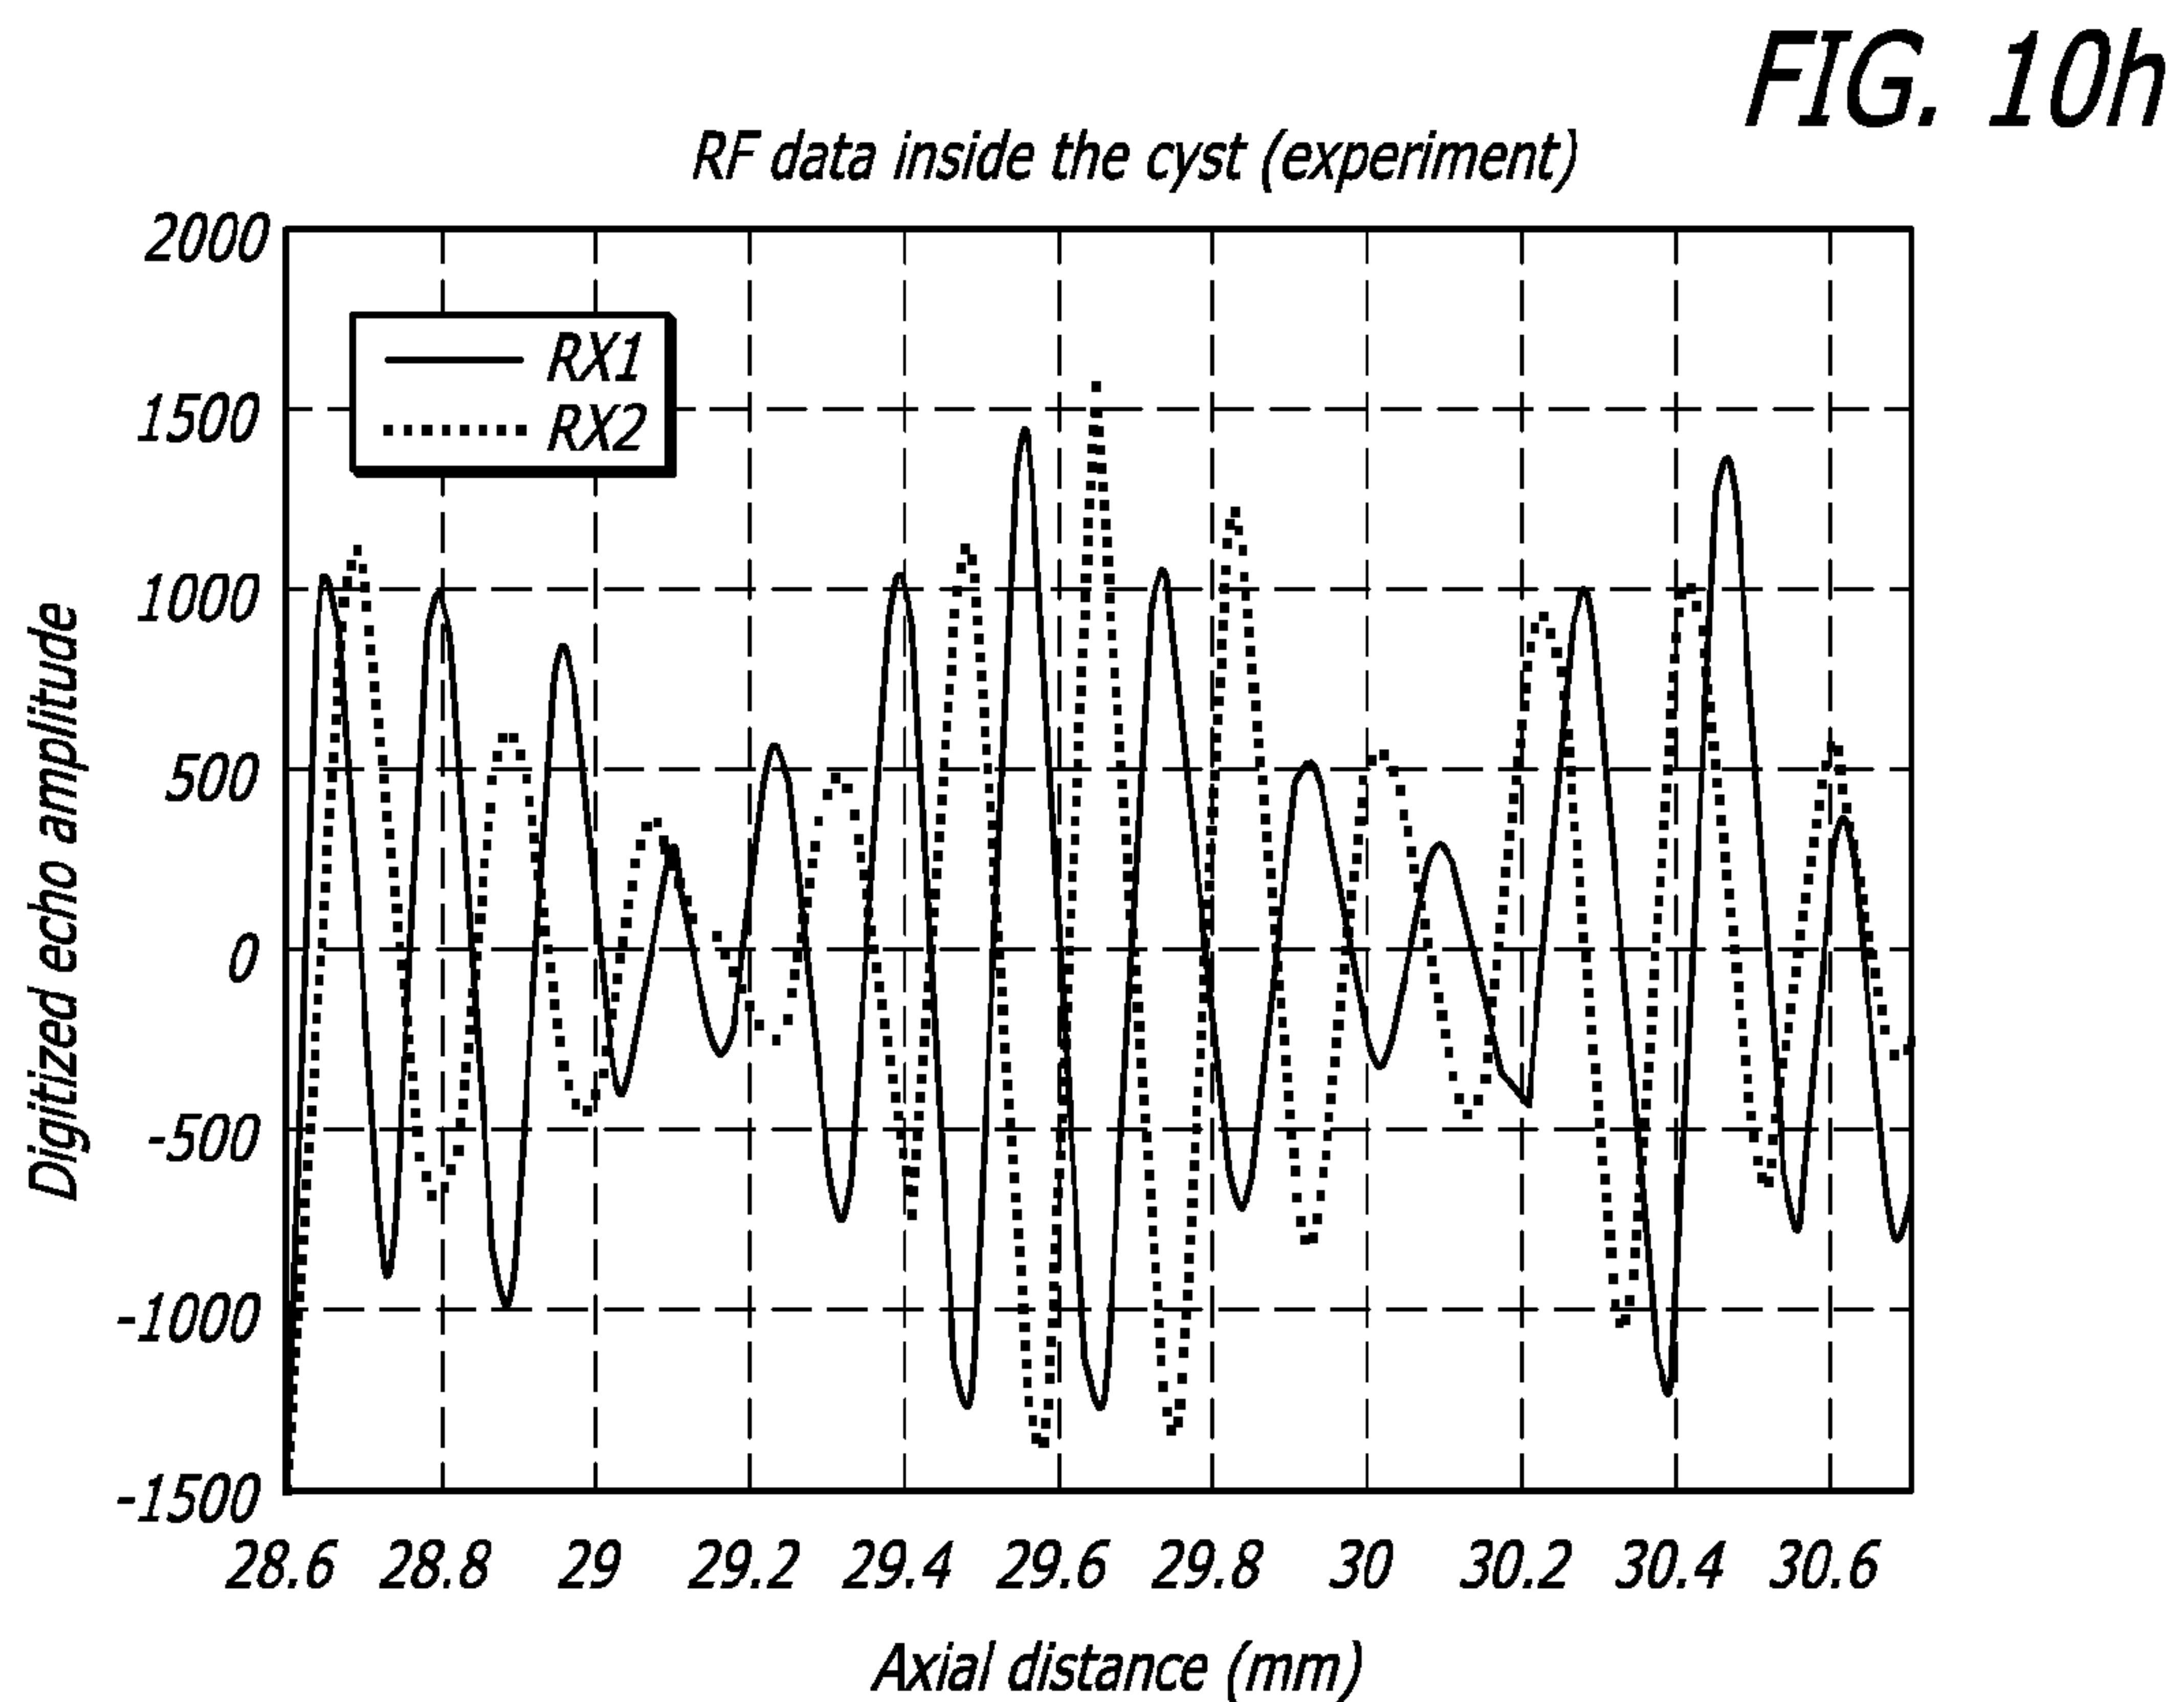 FIG. 10h
RF data inside the cyst (experiment)
2000
1500
1000
500
0
-500
-1000
-1500
RX1
RX2
Digitized echo amplitude
28.6 28.8 29 29.2 29.4 29.6 29.8 30 30.2 30.4 30.6
Axial distance (mm)